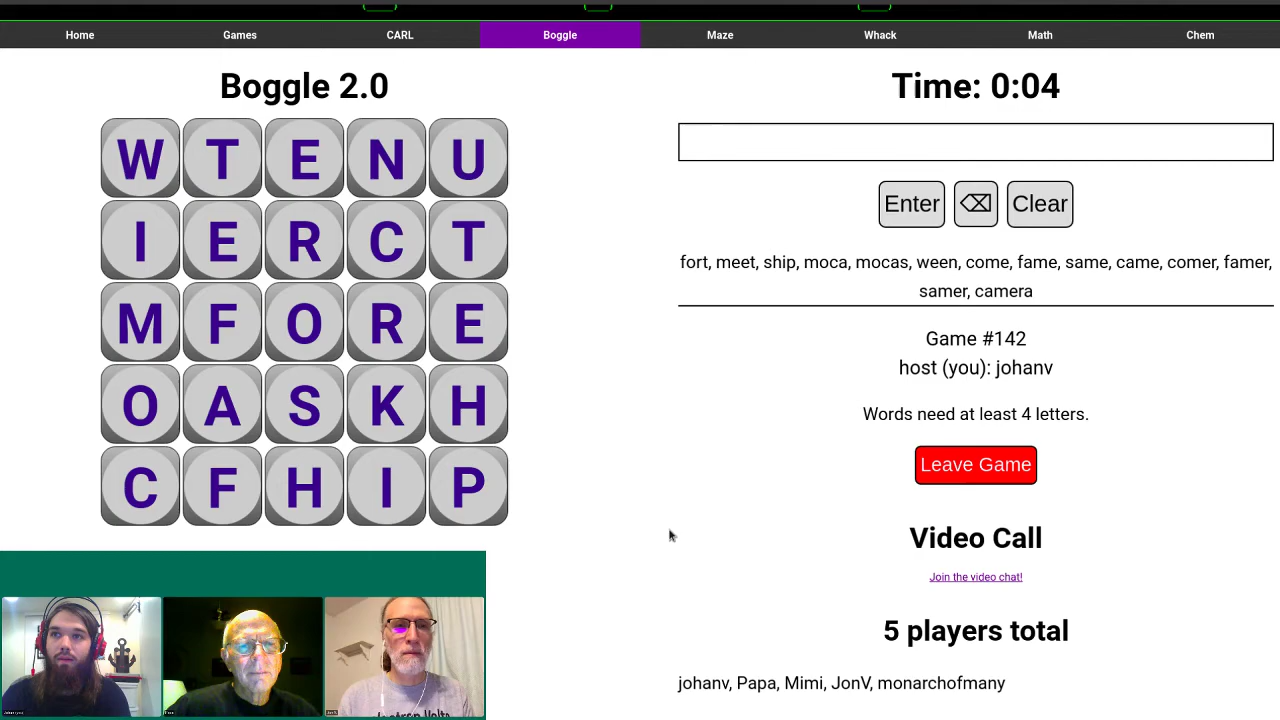 Home Games CARL Boggle Maze Whack Math Chem
Boggle 2.0
W T E N U
I E R C T
M F O R E
O A S K H
C F H I P
Time: 0:04
Enter ⌫ Clear
fort, meet, ship, moca, mocas, ween, come, fame, same, came, comer, famer,
samer, camera
Game #142
host (you): johanv
Words need at least 4 letters.
Leave Game
Video Call
Join the video chat!
5 players total
johanv, Papa, Mimi, JonV, monarchofmany